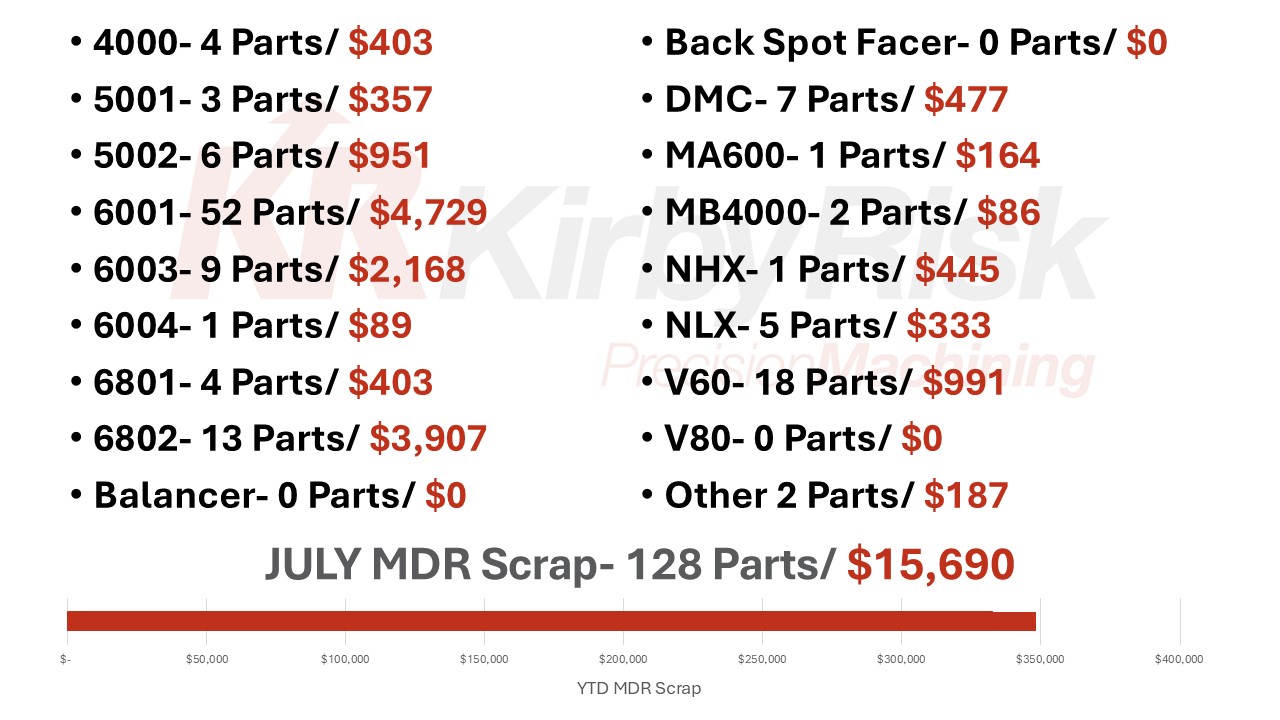 • 4000- 4 Parts/ $403
• 5001- 3 Parts/ $357
• 5002- 6 Parts/ $951
• 6001- 52 Parts/ $4,729
• 6003- 9 Parts/ $2,168
• 6004- 1 Parts/ $89
• 6801- 4 Parts/ $403
• 6802- 13 Parts/ $3,907
• Balancer- 0 Parts/ $0
• Back Spot Facer- 0 Parts/ $0
• DMC- 7 Parts/ $477
• MA600- 1 Parts/ $164
• MB4000- 2 Parts/ $86
• NHX- 1 Parts/ $445
• NLX- 5 Parts/ $333
• V60- 18 Parts/ $991
• V80- 0 Parts/ $0
• Other 2 Parts/ $187
KR KirbyRisk
PrecisionMachining
JULY MDR Scrap- 128 Parts/ $15,690
$- $50,000 $100,000 $150,000 $200,000 $250,000 $300,000 $350,000 $400,000
YTD MDR Scrap